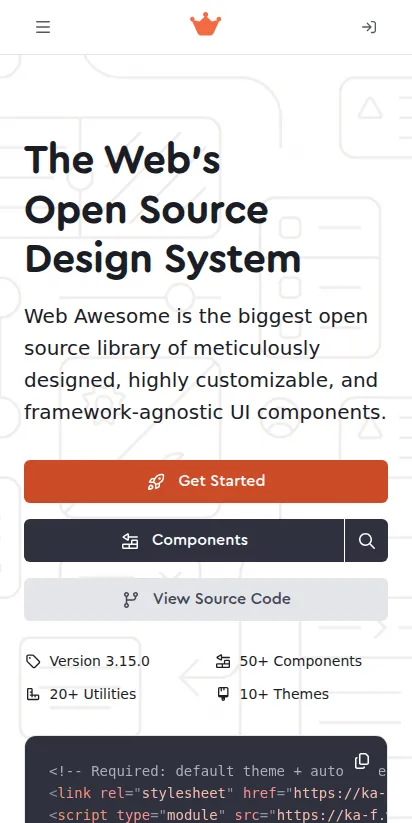 The Web's
Open Source
Design System
Web Awesome is the biggest open
source library of meticulously
designed, highly customizable, and
framework-agnostic UI components.
Get Started
Components
View Source Code
Version 3.15.0
50+ Components
20+ Utilities
10+ Themes
<!-- Required: default theme + auto
<link rel="stylesheet" href="https://ka-
<script type="module" src="https://ka-f.